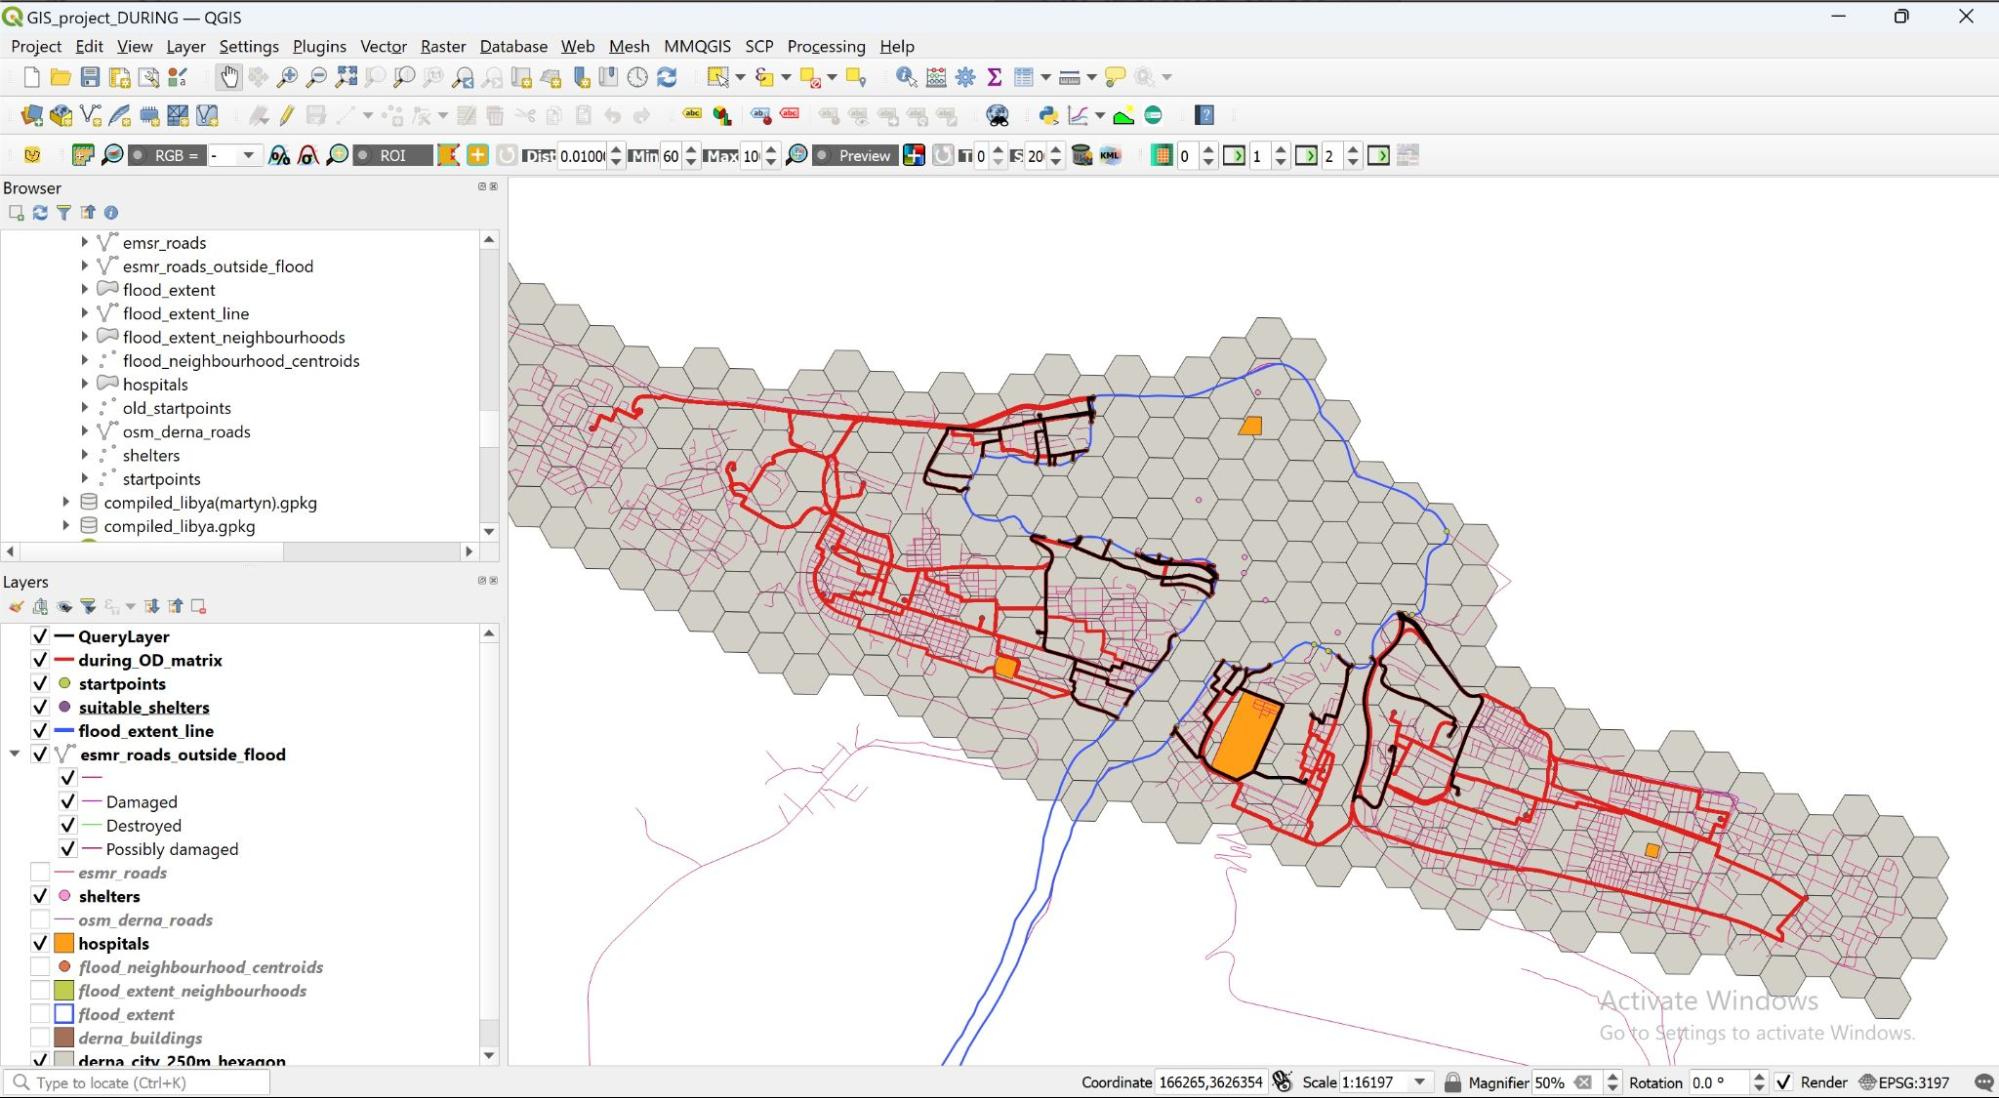 GIS_project_DURING — QGIS
Project Edit View Layer Settings Plugins Vector Raster Database Web Mesh MMQGIS SCP Processing Help
RGB = - ROI Dist 0.0100 Min 60 Max 10 Preview T 0 S 20 KML 0 1 2
Browser
emsr_roads
esmr_roads_outside_flood
flood_extent
flood_extent_line
flood_extent_neighbourhoods
flood_neighbourhood_centroids
hospitals
old_startpoints
osm_derna_roads
shelters
startpoints
compiled_libya(martyn).gpkg
compiled_libya.gpkg
Layers
QueryLayer
during_OD_matrix
startpoints
suitable_shelters
flood_extent_line
esmr_roads_outside_flood
Damaged
Destroyed
Possibly damaged
esmr_roads
shelters
osm_derna_roads
hospitals
flood_neighbourhood_centroids
flood_extent_neighbourhoods
flood_extent
derna_buildings
derna_city_250m_hexagon
Activate Windows
Go to Settings to activate Windows.
Type to locate (Ctrl+K) Coordinate 166265,3626354 Scale 1:16197 Magnifier 50% Rotation 0.0 ° Render EPSG:3197